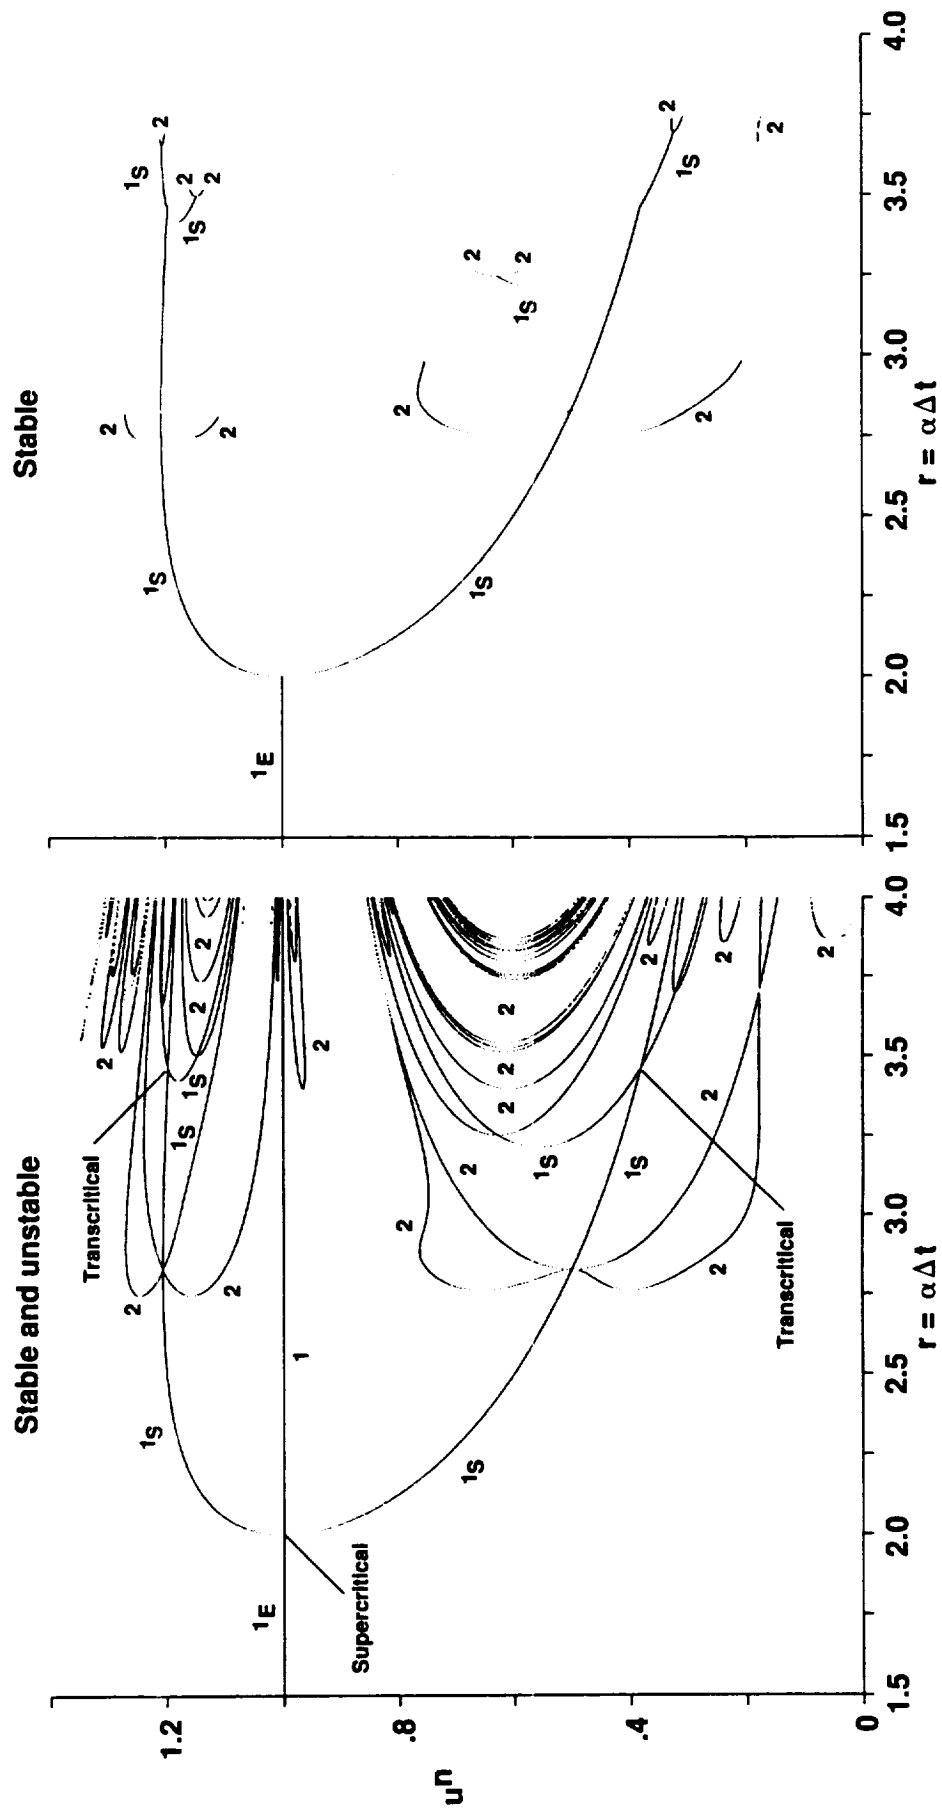 Stable and unstable
Transcritical
2
2
1S
1S
1S
2
2
2
1E
1
2
Supercritical
2
2
1S
2 2 2
1S
1S
2
2
2
2
Transcritical
2
1.2
.8
.4
0
uⁿ
1.5 2.0 2.5 3.0 3.5 4.0
r = αΔt
Stable
2
1S
2
1S
2
1S
2
2
1E
2
2
1S
2
1S
2
1S
2
2
1.5 2.0 2.5 3.0 3.5 4.0
r = αΔt